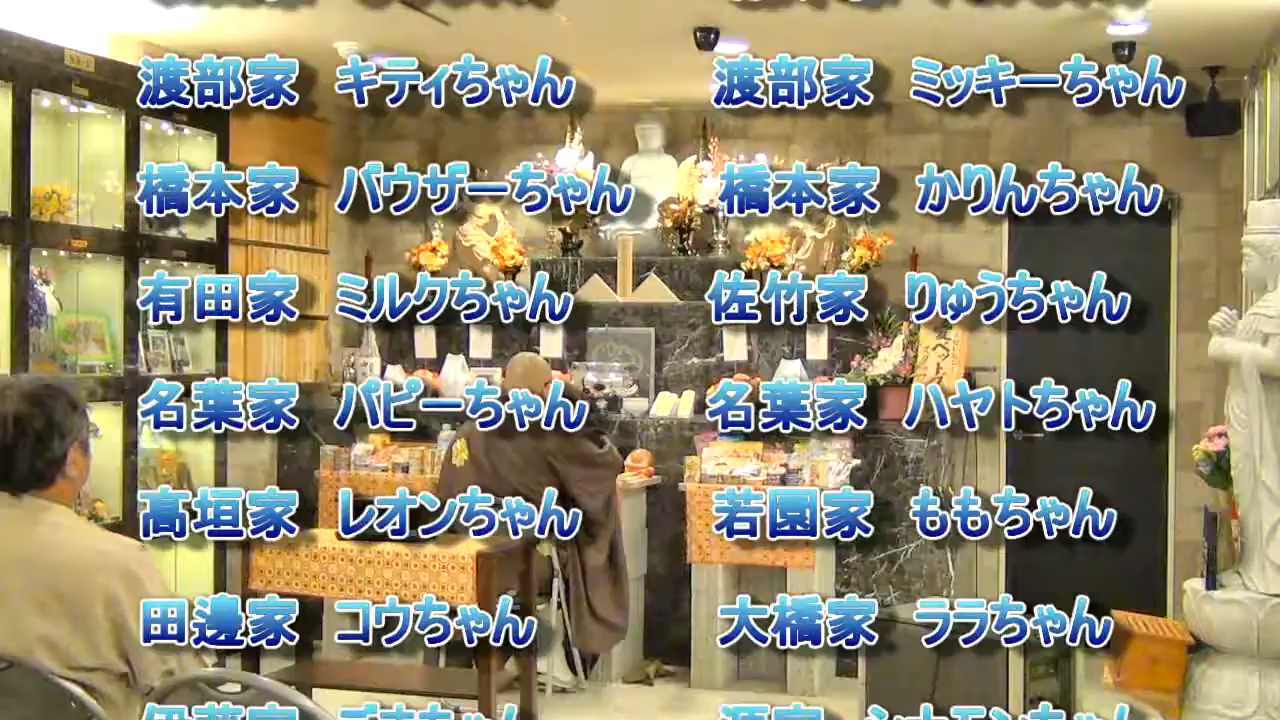 渡部家 キティちゃん 渡部家 ミッキーちゃん
橋本家 バウザーちゃん 橋本家 かりんちゃん
有田家 ミルクちゃん 佐竹家 りゅうちゃん
名葉家 パピーちゃん 名葉家 ハヤトちゃん
高垣家 レオンちゃん 若園家 ももちゃん
田邊家 コウちゃん 大橋家 ララちゃん